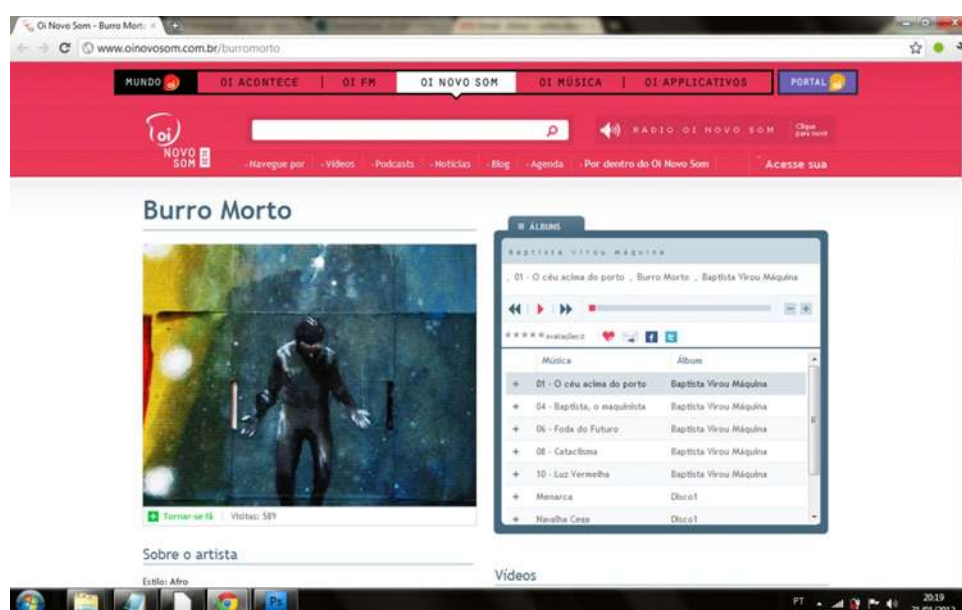 Oi Novo Som - Burro Mort
www.oinovosom.com.br/burromorto
MUNDO
OI ACONTECE | OI FM OI NOVO SOM OI MÚSICA | OI APPLICATIVOS
PORTAL
oi
NOVO
SOM
RADIO OI NOVO SOM
Clique
para ouvir
Navegue por Vídeos Podcasts Notícias Blog Agenda Por dentro do Oi Novo Som Acesse sua
Burro Morto
Tornar-se fã Visitas: 589
Sobre o artista
Estilo: Afro
ÁLBUNS
Baptista Virou Máquina
, 01 - O céu acima do porto , Burro Morto , Baptista Virou Máquina
Música Álbum
+ 01 - O céu acima do porto Baptista Virou Máquina
+ 04 - Baptista, o maquinista Baptista Virou Máquina
+ 06 - Foda do Futuro Baptista Virou Máquina
+ 08 - Cataclisma Baptista Virou Máquina
+ 10 - Luz Vermelha Baptista Virou Máquina
+ Menarca Disco1
+ Navalha Cega Disco1
Vídeos
Ps
PT
20:19